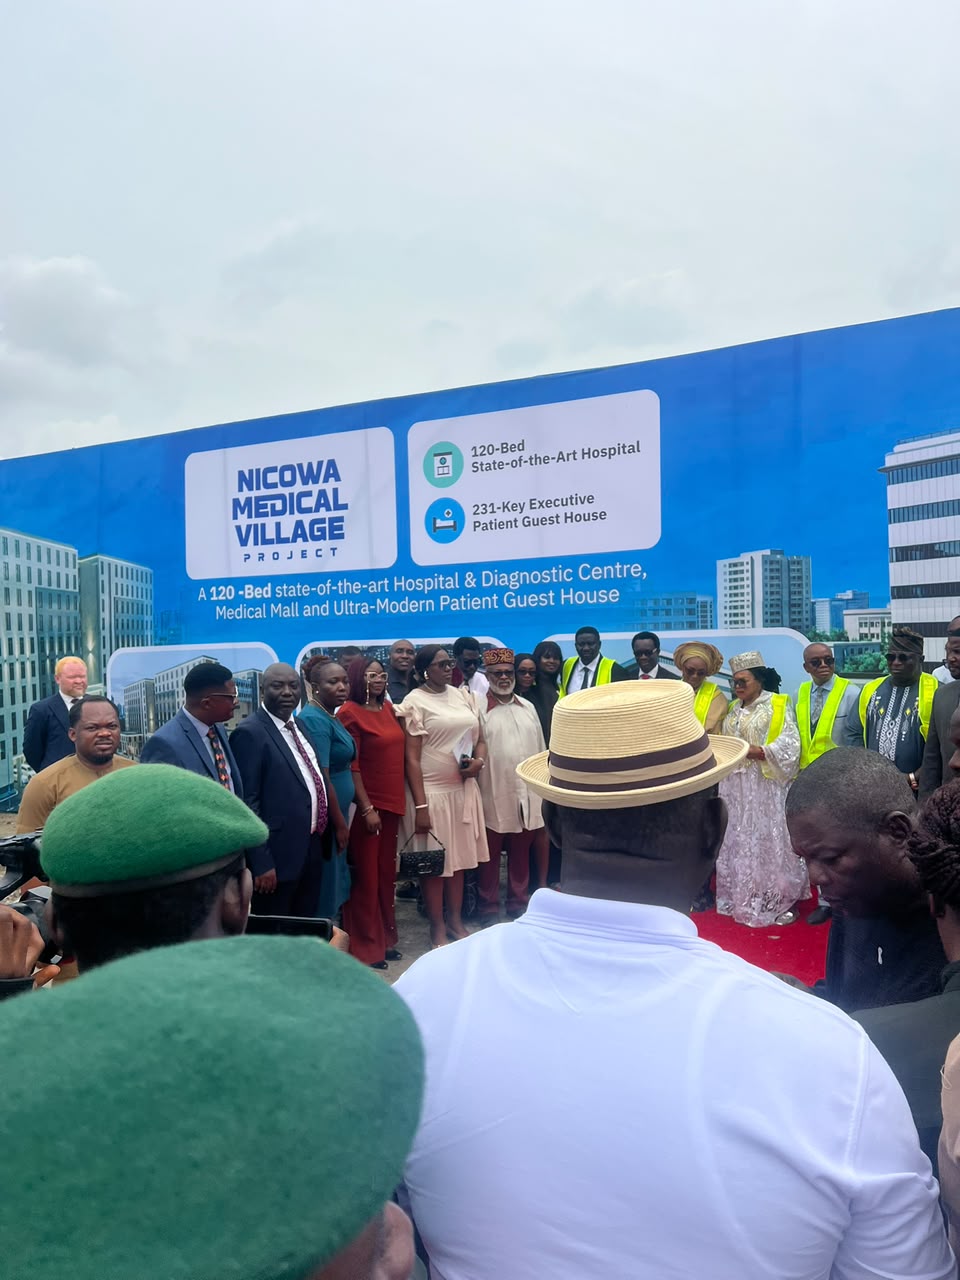 NICOWA
MEDICAL
VILLAGE
PROJECT
120-Bed
State-of-the-Art Hospital
231-Key Executive
Patient Guest House
A 120 -Bed state-of-the-art Hospital & Diagnostic Centre,
Medical Mall and Ultra-Modern Patient Guest House